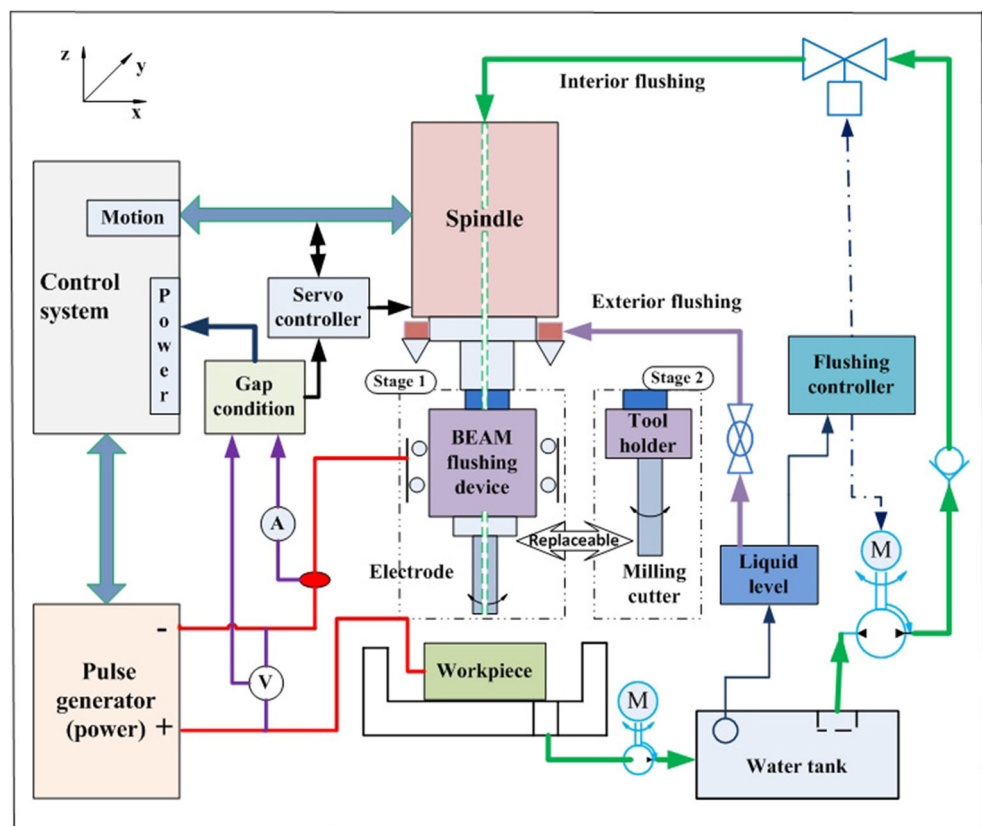 z
y
x
Interior flushing
Motion
Spindle
Control
system
Power
Servo
controller
Exterior flushing
Gap
condition
Stage 1
Stage 2
Flushing
controller
BEAM
flushing
device
Tool
holder
A
Replaceable
Electrode
Milling
cutter
Liquid
level
M
-
Pulse
generator
(power)
+
V
Workpiece
M
Water tank